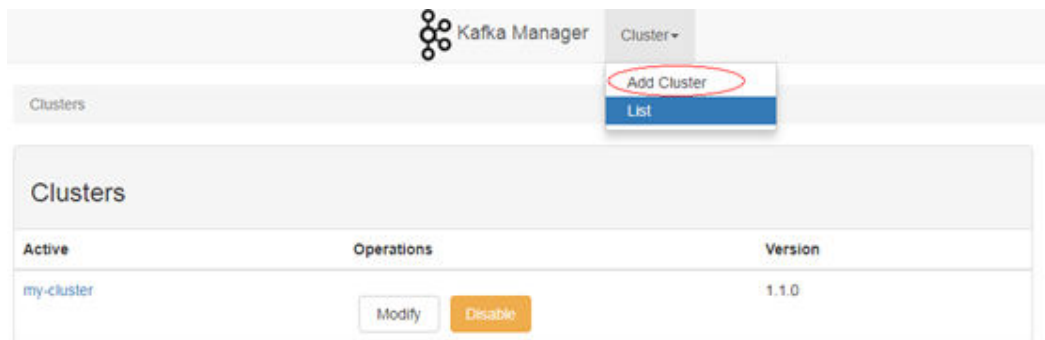 Kafka Manager Cluster
Add Cluster
List
Clusters
Clusters
Active Operations Version
my-cluster 1.1.0
Modify Disable